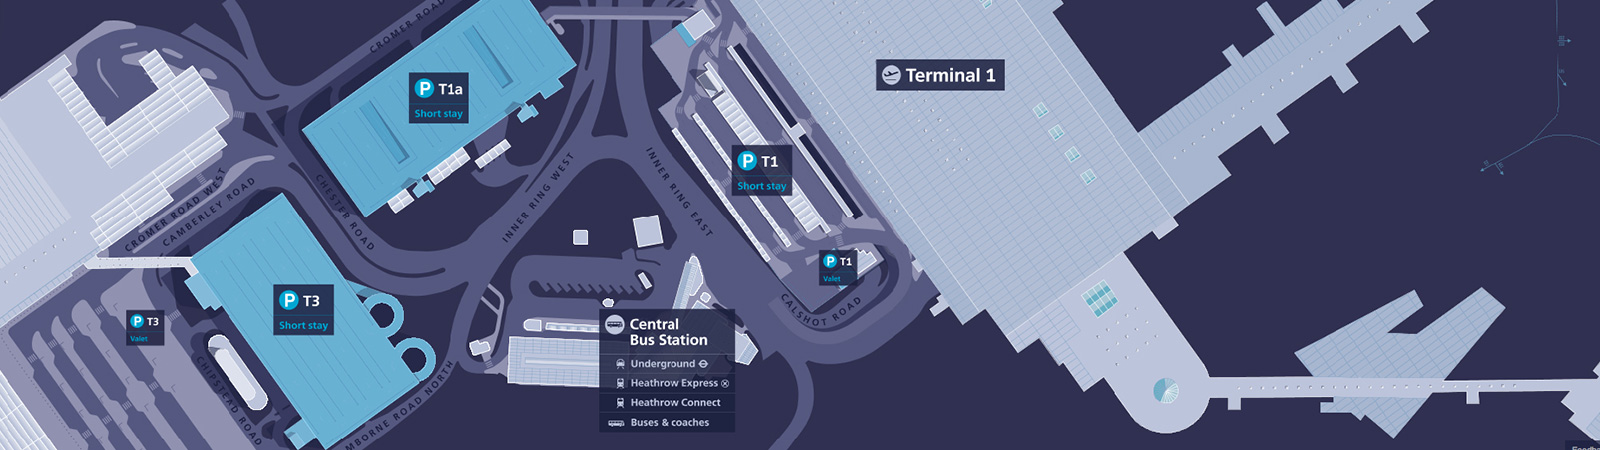 CROMER ROAD
P T1a
Short stay
Terminal 1
P T1
Short stay
INNER RING WEST
INNER RING EAST
CHESTER ROAD
CROMER ROAD WEST
CAMBERLEY ROAD
P T1
Valet
CALSHOT ROAD
P T3
Short stay
P T3
Valet
Central
Bus Station
Underground
Heathrow Express
Heathrow Connect
Buses & coaches
CHIPSTEAD ROAD
MBORNE ROAD NORTH